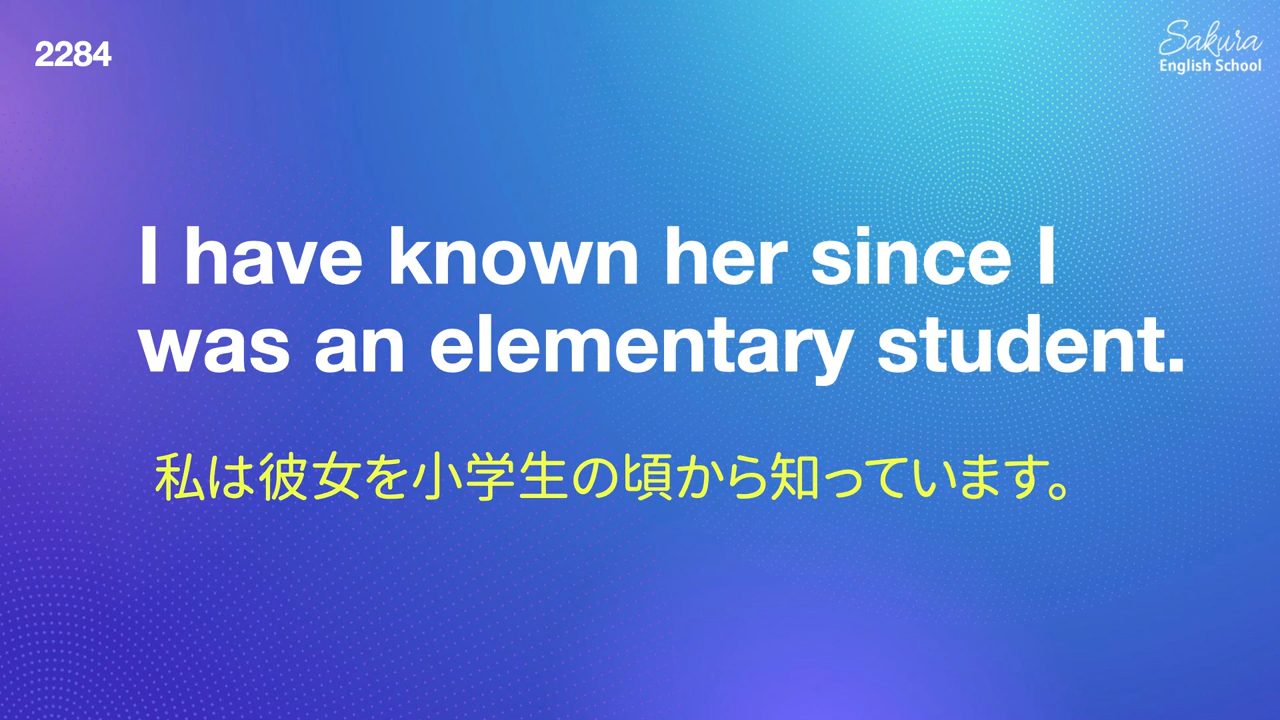 2284
Sakura
English School
I have known her since I
was an elementary student.
私は彼女を小学生の頃から知っています。